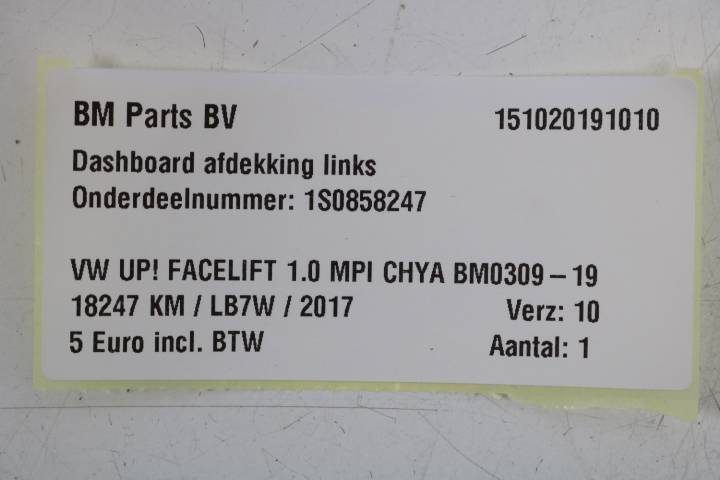 BM Parts BV 151020191010
Dashboard afdekking links
Onderdeelnummer: 1S0858247
VW UP! FACELIFT 1.0 MPI CHYA BM0309 – 19
18247 KM / LB7W / 2017 Verz: 10
5 Euro incl. BTW Aantal: 1